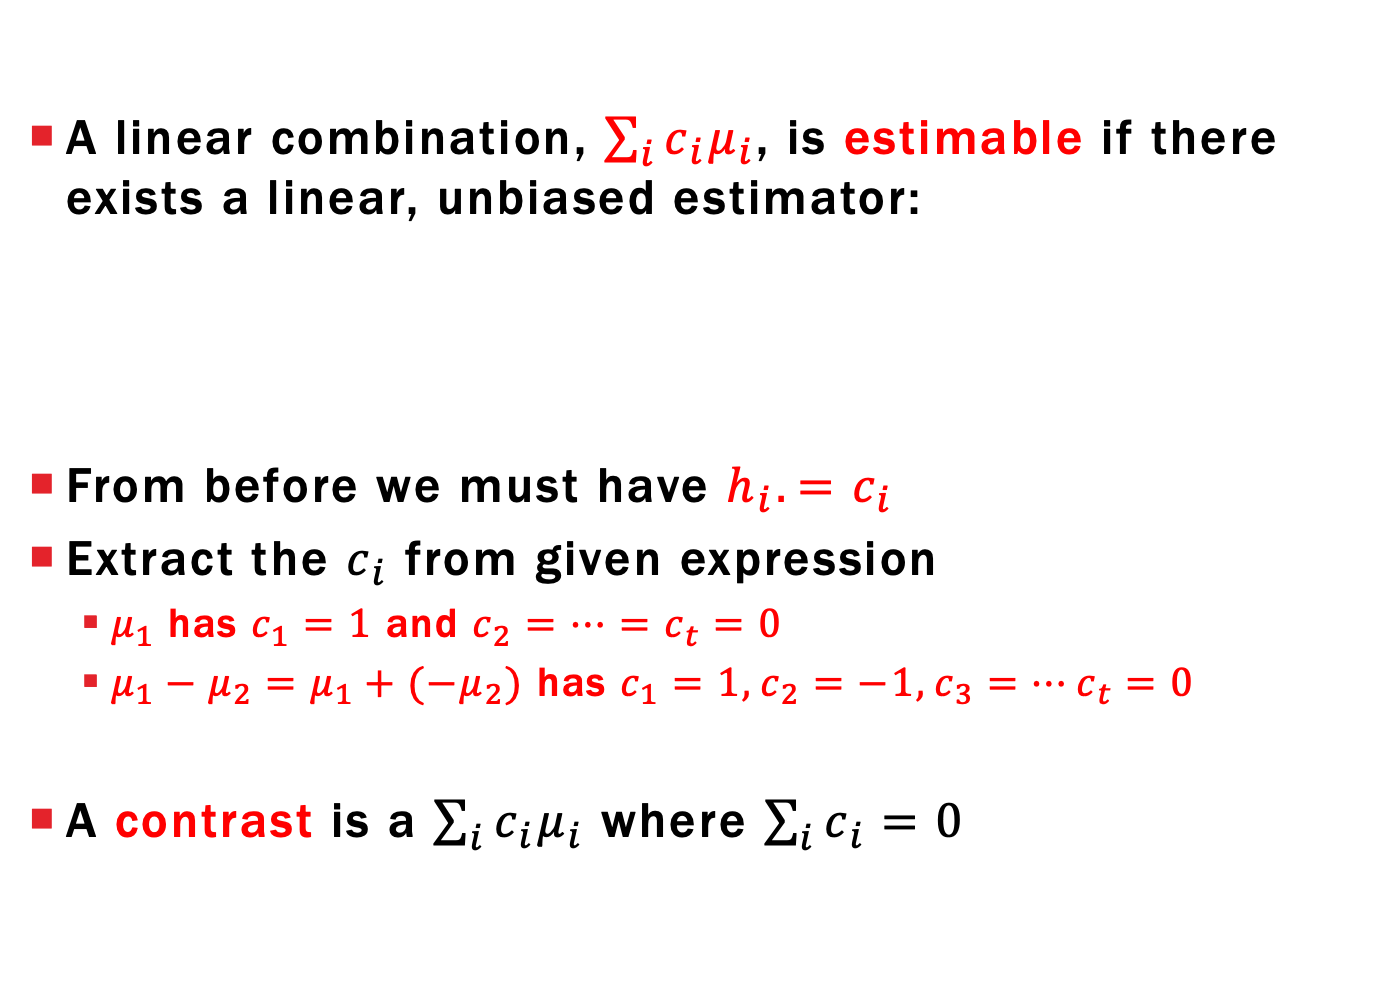 ▪ A linear combination, ∑ᵢ cᵢμᵢ, is estimable if there
exists a linear, unbiased estimator:
▪ From before we must have hᵢ. = cᵢ
▪ Extract the cᵢ from given expression
▪ μ₁ has c₁ = 1 and c₂ = ⋯ = cₜ = 0
▪ μ₁ − μ₂ = μ₁ + (−μ₂) has c₁ = 1, c₂ = −1, c₃ = ⋯ cₜ = 0
▪ A contrast is a ∑ᵢ cᵢμᵢ where ∑ᵢ cᵢ = 0